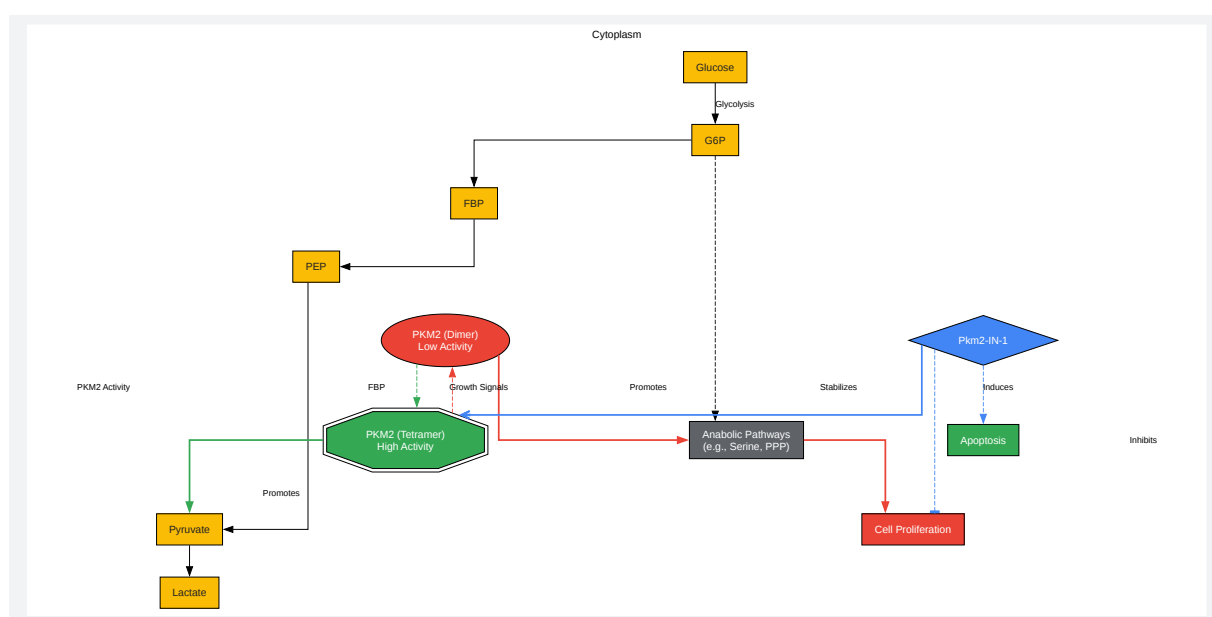 Cytoplasm
Glucose
Glycolysis
G6P
FBP
PEP
PKM2 (Dimer)
Low Activity
Pkm2-IN-1
PKM2 Activity
FBP
Growth Signals
Promotes
Stabilizes
Induces
PKM2 (Tetramer)
High Activity
Anabolic Pathways
(e.g., Serine, PPP)
Apoptosis
Inhibits
Promotes
Pyruvate
Cell Proliferation
Lactate